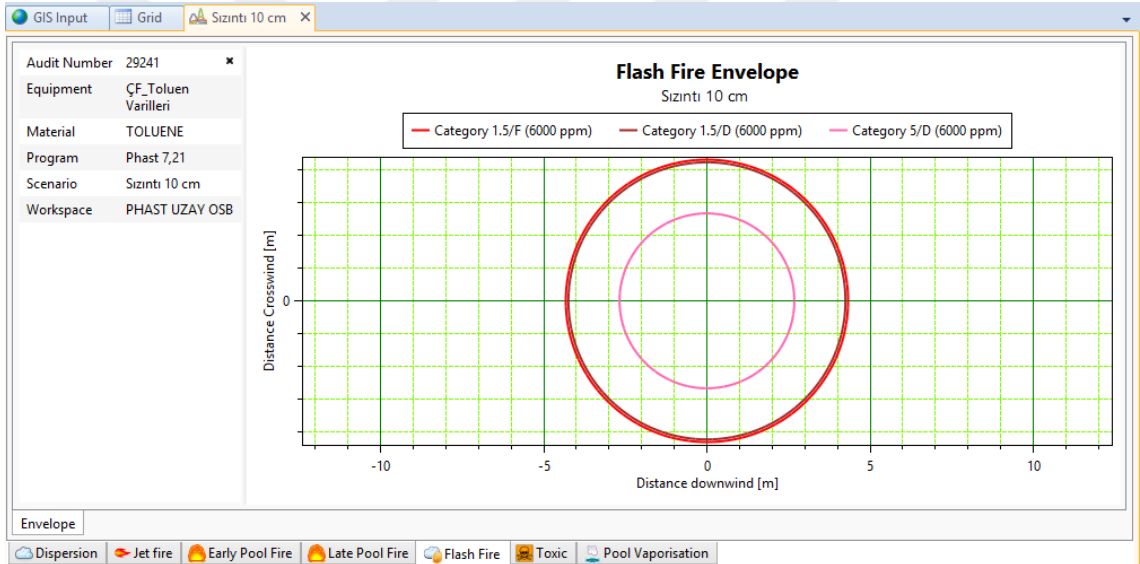 GIS Input Grid Sızıntı 10 cm
Audit Number 29241
Equipment ÇF_Toluen
Varilleri
Material TOLUENE
Program Phast 7,21
Scenario Sızıntı 10 cm
Workspace PHAST UZAY OSB
Flash Fire Envelope
Sızıntı 10 cm
Category 1.5/F (6000 ppm) Category 1.5/D (6000 ppm) Category 5/D (6000 ppm)
Distance Crosswind [m]
0
-10 -5 0 5 10
Distance downwind [m]
Envelope
Dispersion Jet fire Early Pool Fire Late Pool Fire Flash Fire Toxic Pool Vaporisation